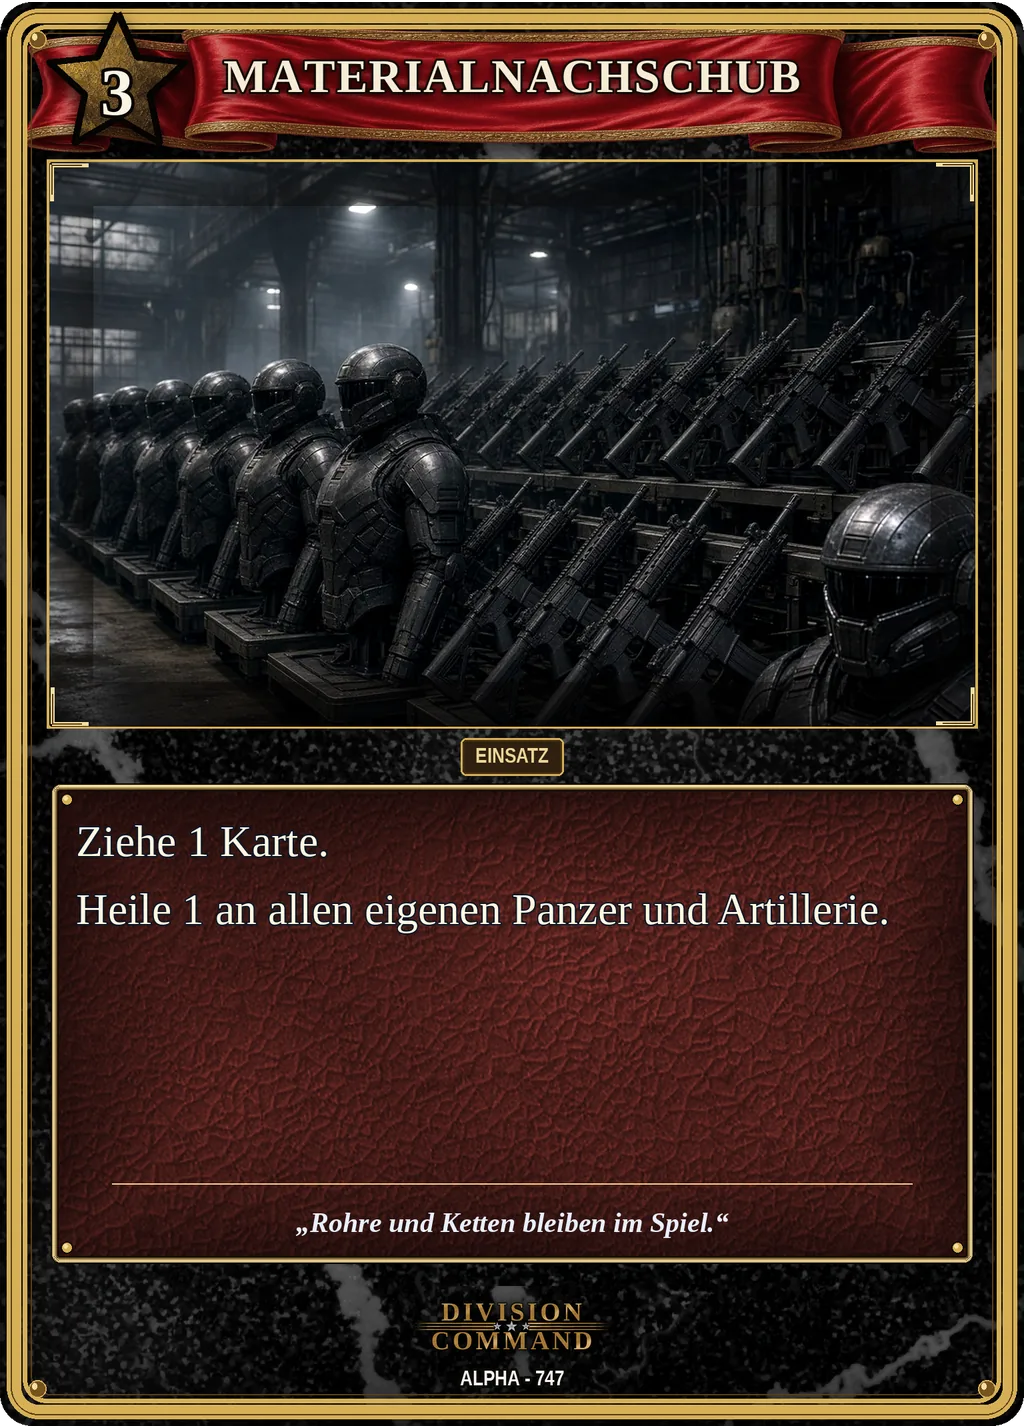 3
MATERIALNACHSCHUB
EINSATZ
Ziehe 1 Karte.
Heile 1 an allen eigenen Panzer und Artillerie.
„Rohre und Ketten bleiben im Spiel.“
DIVISION
COMMAND
ALPHA - 747